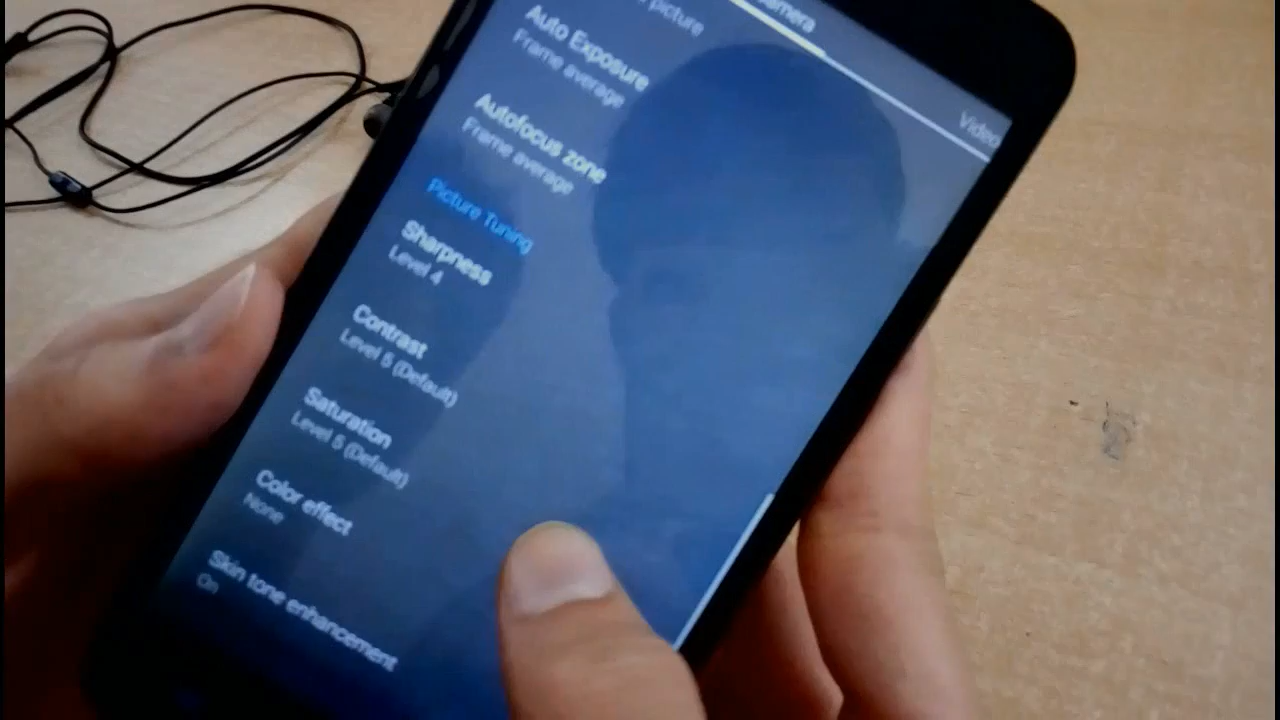 Camera
Video
picture
Auto Exposure
Frame average
Autofocus zone
Frame average
Picture Tuning
Sharpness
Level 4
Contrast
Level 5 (Default)
Saturation
Level 5 (Default)
Color effect
None
Skin tone enhancement
On